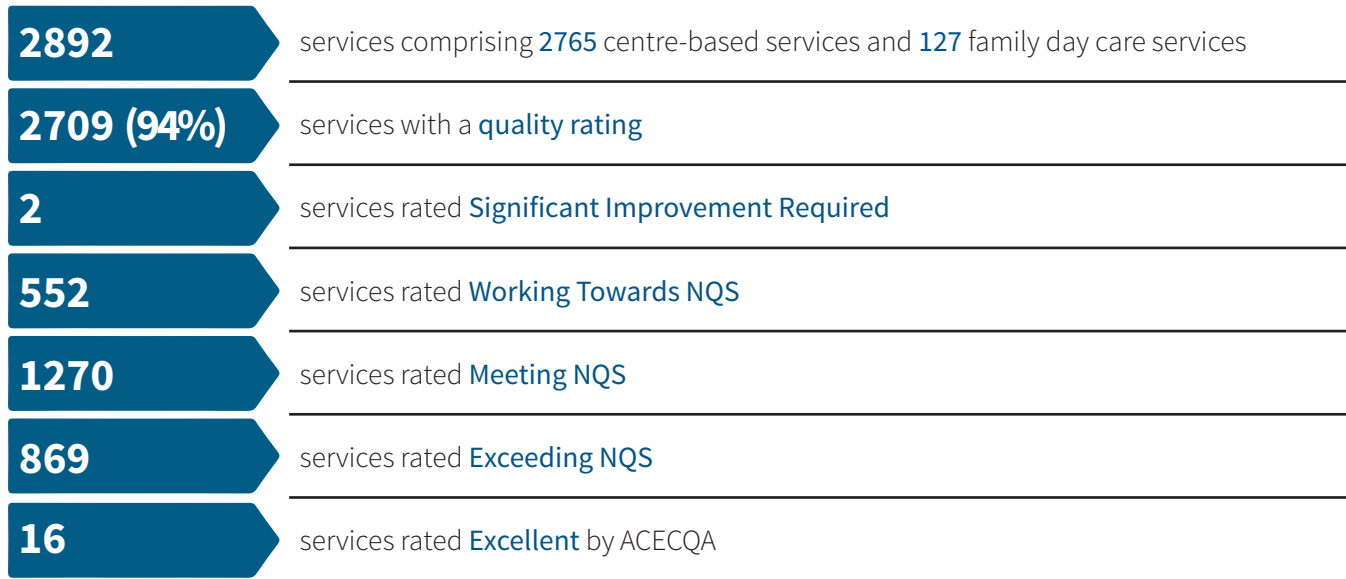 2892 services comprising 2765 centre-based services and 127 family day care services
2709 (94%) services with a quality rating
2 services rated Significant Improvement Required
552 services rated Working Towards NQS
1270 services rated Meeting NQS
869 services rated Exceeding NQS
16 services rated Excellent by ACECQA